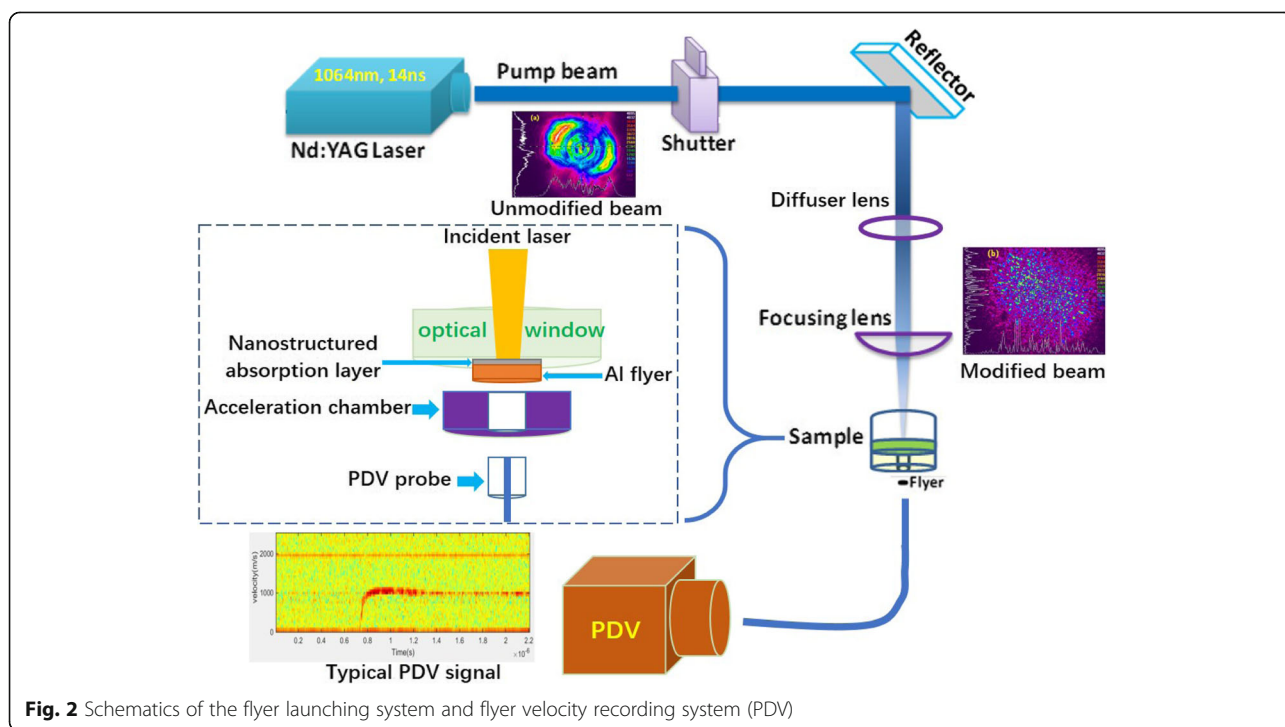 1064nm, 14ns
Nd:YAG Laser
Pump beam
Shutter
Reflector
(a)
Unmodified beam
Diffuser lens
(b)
Focusing lens
Modified beam
Incident laser
optical window
Nanostructured
absorption layer
Al flyer
Acceleration chamber
PDV probe
Sample
Flyer
velocity(m/s)
2000
1000
0
0.2 0.4 0.6 0.8 1 1.2 1.4 1.6 1.8 2 2.2
Time(s)
×10⁻⁶
Typical PDV signal
PDV
Fig. 2 Schematics of the flyer launching system and flyer velocity recording system (PDV)